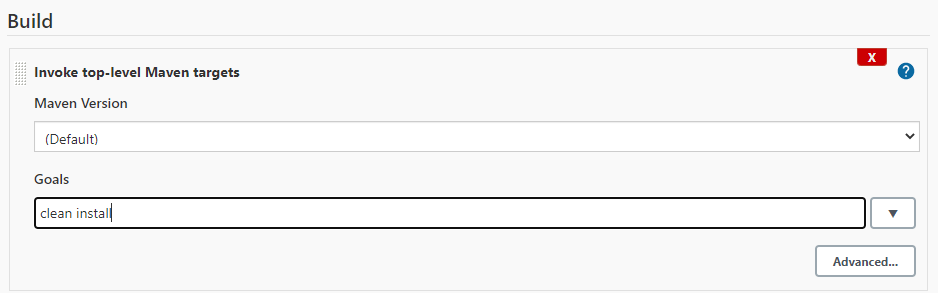 Build
X
Invoke top-level Maven targets
?
Maven Version
(Default)
Goals
clean install
Advanced...